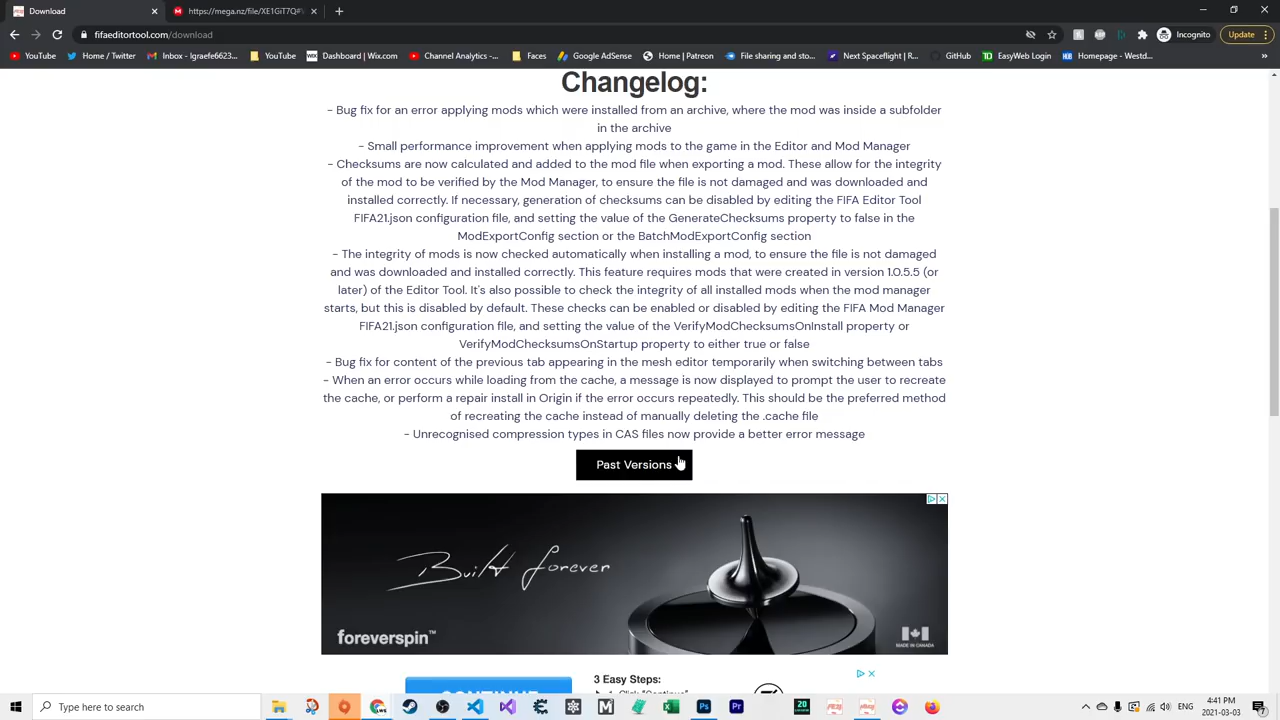 Download
https://mega.nz/file/XE1GiT7Q#
fifaeditortool.com/download
Incognito
Update
YouTube
Home / Twitter
Inbox - lgraefe6623...
YouTube
Dashboard | Wix.com
Channel Analytics -...
Faces
Google AdSense
Home | Patreon
File sharing and sto...
Next Spaceflight | R...
GitHub
TD EasyWeb Login
Homepage - Westd...
Changelog:
- Bug fix for an error applying mods which were installed from an archive, where the mod was inside a subfolder
in the archive
- Small performance improvement when applying mods to the game in the Editor and Mod Manager
- Checksums are now calculated and added to the mod file when exporting a mod. These allow for the integrity
of the mod to be verified by the Mod Manager, to ensure the file is not damaged and was downloaded and
installed correctly. If necessary, generation of checksums can be disabled by editing the FIFA Editor Tool
FIFA21.json configuration file, and setting the value of the GenerateChecksums property to false in the
ModExportConfig section or the BatchModExportConfig section
- The integrity of mods is now checked automatically when installing a mod, to ensure the file is not damaged
and was downloaded and installed correctly. This feature requires mods that were created in version 1.0.5.5 (or
later) of the Editor Tool. It's also possible to check the integrity of all installed mods when the mod manager
starts, but this is disabled by default. These checks can be enabled or disabled by editing the FIFA Mod Manager
FIFA21.json configuration file, and setting the value of the VerifyModChecksumsOnInstall property or
VerifyModChecksumsOnStartup property to either true or false
- Bug fix for content of the previous tab appearing in the mesh editor temporarily when switching between tabs
- When an error occurs while loading from the cache, a message is now displayed to prompt the user to recreate
the cache, or perform a repair install in Origin if the error occurs repeatedly. This should be the preferred method
of recreating the cache instead of manually deleting the .cache file
- Unrecognised compression types in CAS files now provide a better error message
Past Versions
Built forever
foreverspin™
MADE IN CANADA
3 Easy Steps:
CONTINUE
1. Click "Continue"
Type here to search
ENG
4:41 PM
2021-03-03